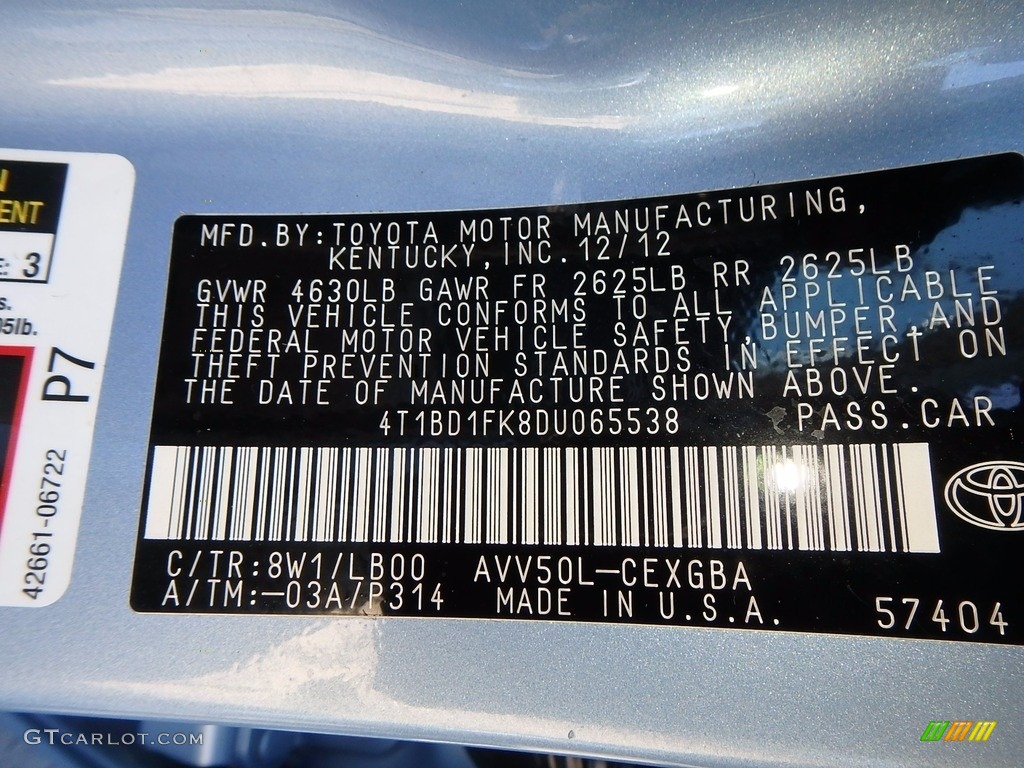 ENT
3
05lb.
P7
42661-06722
MFD.BY:TOYOTA MOTOR MANUFACTURING,
KENTUCKY,INC.12/12
GVWR 4630LB GAWR FR 2625LB RR 2625LB
THIS VEHICLE CONFORMS TO ALL APPLICABLE
FEDERAL MOTOR VEHICLE SAFETY,BUMPER,AND
THEFT PREVENTION STANDARDS IN EFFECT ON
THE DATE OF MANUFACTURE SHOWN ABOVE.
4T1BD1FK8DU065538 PASS.CAR
C/TR:8W1/LB00 AVV50L-CEXGBA
A/TM:-03A/P314 MADE IN U.S.A. 57404
GTCARLOT.COM